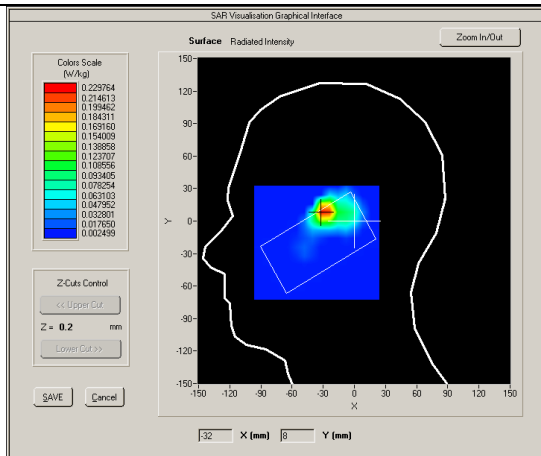 SAR Visualisation Graphical Interface
Surface Radiated Intensity
Zoom In/Out
Colors Scale
(W/kg)
0.229764
0.214613
0.199462
0.184311
0.169160
0.154009
0.138858
0.123707
0.108556
0.093405
0.078254
0.063103
0.047952
0.032801
0.017650
0.002499
150
120
90
60
30
0
-30
-60
-90
-120
-150
Y
-150 -120 -90 -60 -30 0 30 60 90 120 150
X
Z-Cuts Control
<< Upper Cut
Z = 0.2 mm
Lower Cut >>
SAVE Cancel
-32 X (mm) 8 Y (mm)